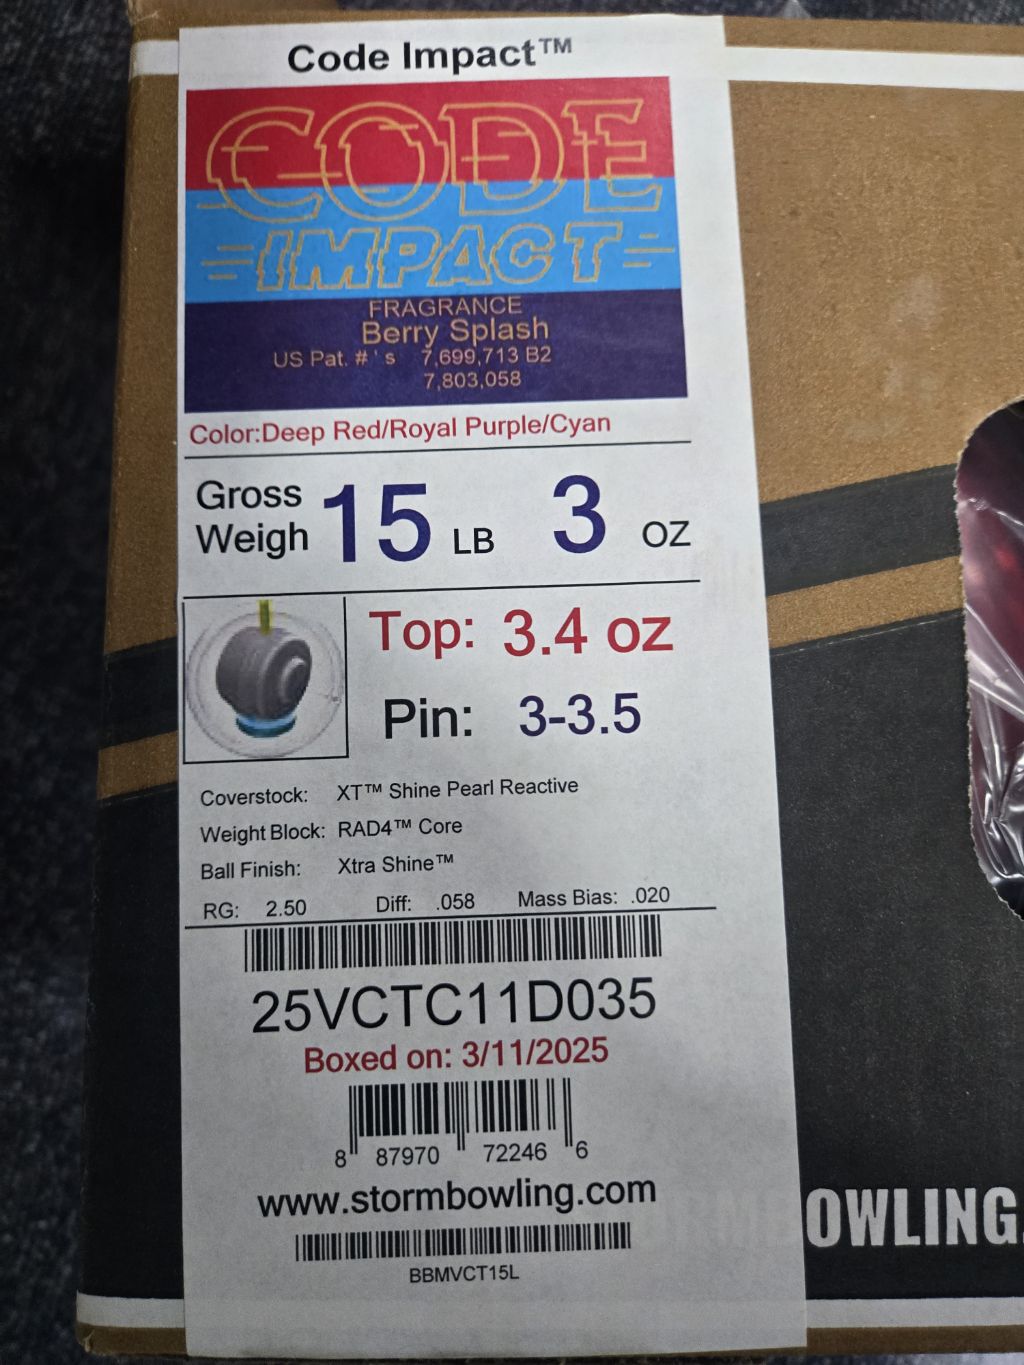 Code Impact™
CODE
IMPACT
FRAGRANCE
Berry Splash
US Pat. # ' s 7,699,713 B2
7,803,058
Color:Deep Red/Royal Purple/Cyan
Gross
Weigh 15 LB 3 OZ
Top: 3.4 oz
Pin: 3-3.5
Coverstock: XT™ Shine Pearl Reactive
Weight Block: RAD4™ Core
Ball Finish: Xtra Shine™
RG: 2.50 Diff: .058 Mass Bias: .020
25VCTC11D035
Boxed on: 3/11/2025
8 87970 72246 6
www.stormbowling.com
BBMVCT15L
ORMBOWLING.